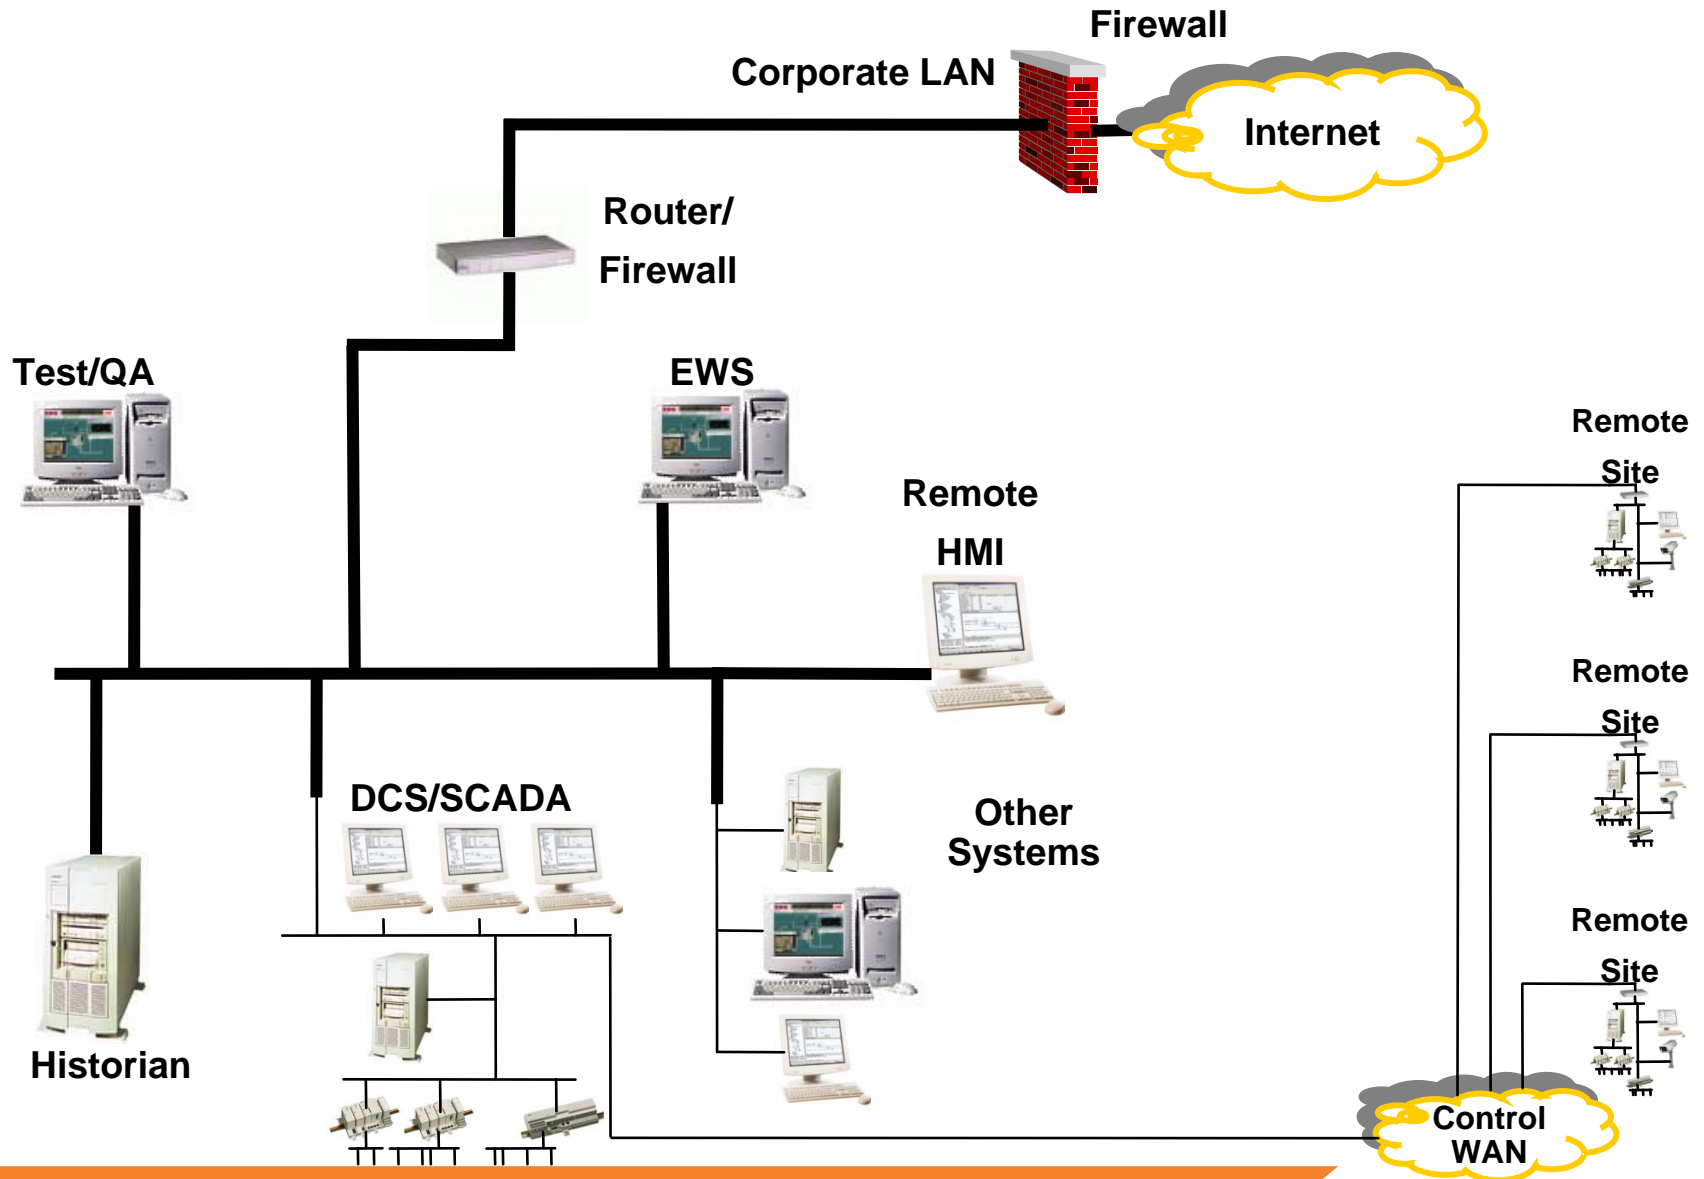 Firewall
Corporate LAN
Internet
Router/
Firewall
Test/QA
EWS
Remote
HMI
Remote
Site
Remote
Site
DCS/SCADA
Other
Systems
Remote
Site
Historian
Control
WAN